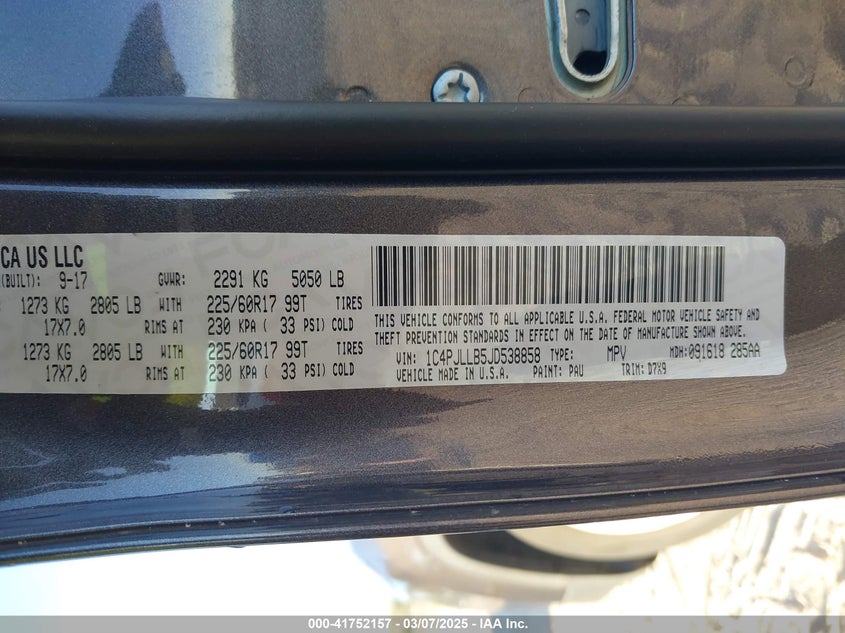 CA US LLC
(BUILT): 9-17 GVWR: 2291 KG 5050 LB
1273 KG 2805 LB WITH 225/60R17 99T TIRES
17X7.0 RIMS AT 230 KPA ( 33 PSI) COLD
1273 KG 2805 LB WITH 225/60R17 99T TIRES
17X7.0 RIMS AT 230 KPA ( 33 PSI) COLD
THIS VEHICLE CONFORMS TO ALL APPLICABLE U.S.A. FEDERAL MOTOR VEHICLE SAFETY AND
THEFT PREVENTION STANDARDS IN EFFECT ON THE DATE OF MANUFACTURE SHOWN ABOVE.
VIN: 1C4PJLLB5JD538858 TYPE: MPV MDH: 091618 285AA
VEHICLE MADE IN U.S.A. PAINT: PAU TRIM: D7X9
000-41752157 — 03/07/2025 — IAA Inc.